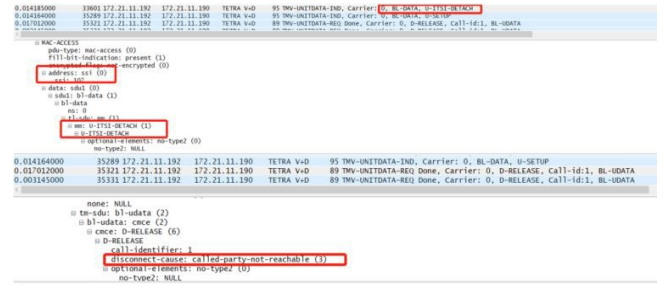 0.014185000 33601 172.21.11.192 172.21.11.190 TETRA V+D 95 TMV-UNITDATA-IND, Carrier: 0, BL-DATA, U-ITSI-DETACH
0.014164000 35289 172.21.11.192 172.21.11.190 TETRA V+D 95 TMV-UNITDATA-IND, Carrier: 0, BL-DATA, U-SETUP
0.017012000 35321 172.21.11.192 172.21.11.190 TETRA V+D 89 TMV-UNITDATA-REQ Done, Carrier: 0, D-RELEASE, Call-id:1, BL-UDATA
MAC-ACCESS
pdu-type: mac-access (0)
fill-bit-indication: present (1)
encrypted-flag: not-encrypted (0)
address: ssi (0)
ssi: 102
data: sdu1 (0)
sdu1: bl-data (1)
bl-data
ns: 0
tl-sdu: mm (1)
mm: U-ITSI-DETACH (1)
U-ITSI-DETACH
optional-elements: no-type2 (0)
no-type2: NULL
0.014164000 35289 172.21.11.192 172.21.11.190 TETRA V+D 95 TMV-UNITDATA-IND, Carrier: 0, BL-DATA, U-SETUP
0.017012000 35321 172.21.11.192 172.21.11.190 TETRA V+D 89 TMV-UNITDATA-REQ Done, Carrier: 0, D-RELEASE, Call-id:1, BL-UDATA
0.003145000 35331 172.21.11.192 172.21.11.190 TETRA V+D 89 TMV-UNITDATA-REQ Done, Carrier: 0, D-RELEASE, Call-id:1, BL-UDATA
none: NULL
tm-sdu: bl-udata (2)
bl-udata: cmce (2)
cmce: D-RELEASE (6)
D-RELEASE
call-identifier: 1
disconnect-cause: called-party-not-reachable (3)
optional-elements: no-type2 (0)
no-type2: NULL